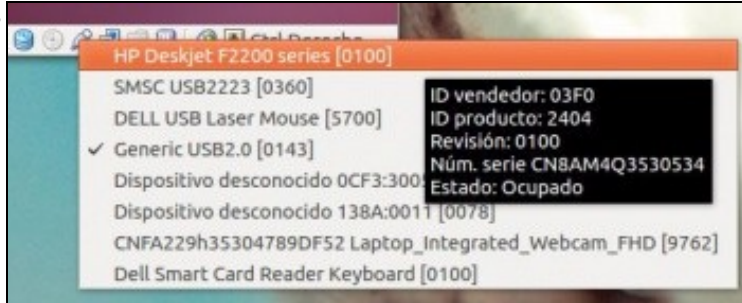 Ctrl Derecho
HP Deskjet F2200 series [0100]
SMSC USB2223 [0360]
DELL USB Laser Mouse [5700]
✓ Generic USB2.0 [0143]
Dispositivo desconocido 0CF3:300
Dispositivo desconocido 138A:0011 [0078]
CNFA229h35304789DF52 Laptop_Integrated_Webcam_FHD [9762]
Dell Smart Card Reader Keyboard [0100]
ID vendedor: 03F0
ID producto: 2404
Revisión: 0100
Núm. serie CN8AM4Q3530534
Estado: Ocupado